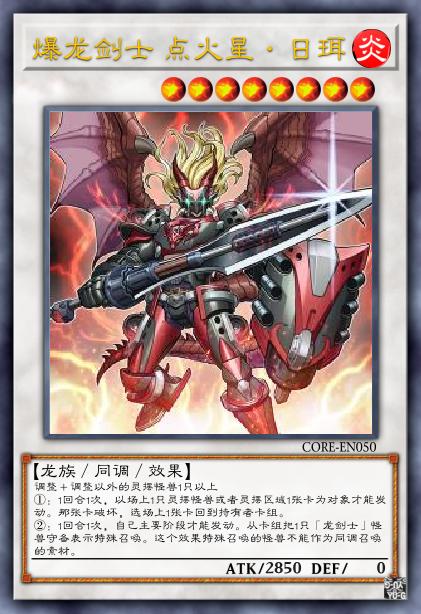 爆龙剑士 点火星·日珥
炎
CORE-EN050
【龙族/同调/效果】
调整+调整以外的灵摆怪兽1只以上
①：1回合1次，以场上1只灵摆怪兽或者灵摆区域1张卡为对象才能发
动。那张卡破坏，选场上1张卡回到持有者卡组。
②：1回合1次，自己主要阶段才能发动。从卡组把1只「龙剑士」怪
兽守备表示特殊召唤。这个效果特殊召唤的怪兽不能作为同调召唤
的素材。
ATK/2850 DEF/ 0